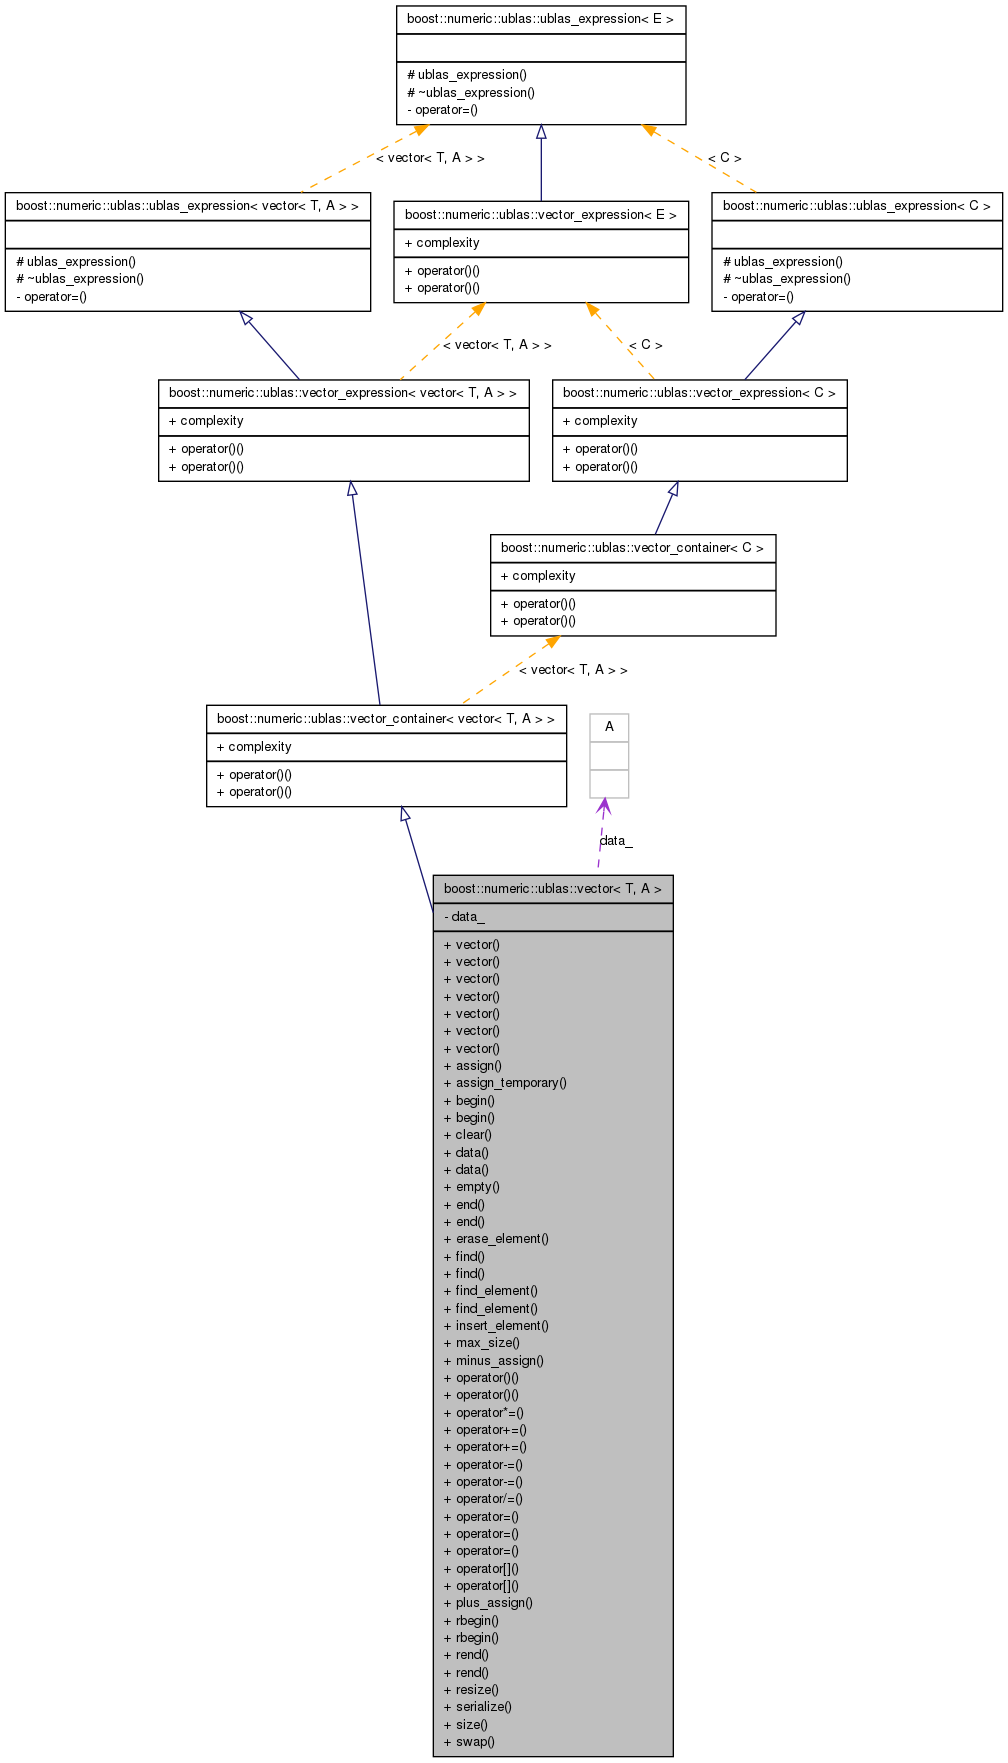 boost::numeric::ublas::ublas_expression< E >
# ublas_expression()
# ~ublas_expression()
- operator=()
< vector< T, A > >
< C >
boost::numeric::ublas::ublas_expression< vector< T, A > >
# ublas_expression()
# ~ublas_expression()
- operator=()
boost::numeric::ublas::vector_expression< E >
+ complexity
+ operator()()
+ operator()()
boost::numeric::ublas::ublas_expression< C >
# ublas_expression()
# ~ublas_expression()
- operator=()
< vector< T, A > >
< C >
boost::numeric::ublas::vector_expression< vector< T, A > >
+ complexity
+ operator()()
+ operator()()
boost::numeric::ublas::vector_expression< C >
+ complexity
+ operator()()
+ operator()()
boost::numeric::ublas::vector_container< C >
+ complexity
+ operator()()
+ operator()()
< vector< T, A > >
boost::numeric::ublas::vector_container< vector< T, A > >
+ complexity
+ operator()()
+ operator()()
A
data_
boost::numeric::ublas::vector< T, A >
- data_
+ vector()
+ vector()
+ vector()
+ vector()
+ vector()
+ vector()
+ vector()
+ assign()
+ assign_temporary()
+ begin()
+ begin()
+ clear()
+ data()
+ data()
+ empty()
+ end()
+ end()
+ erase_element()
+ find()
+ find()
+ find_element()
+ find_element()
+ insert_element()
+ max_size()
+ minus_assign()
+ operator()()
+ operator()()
+ operator*=()
+ operator+=()
+ operator+=()
+ operator-=()
+ operator-=()
+ operator/=()
+ operator=()
+ operator=()
+ operator=()
+ operator[]()
+ operator[]()
+ plus_assign()
+ rbegin()
+ rbegin()
+ rend()
+ rend()
+ resize()
+ serialize()
+ size()
+ swap()